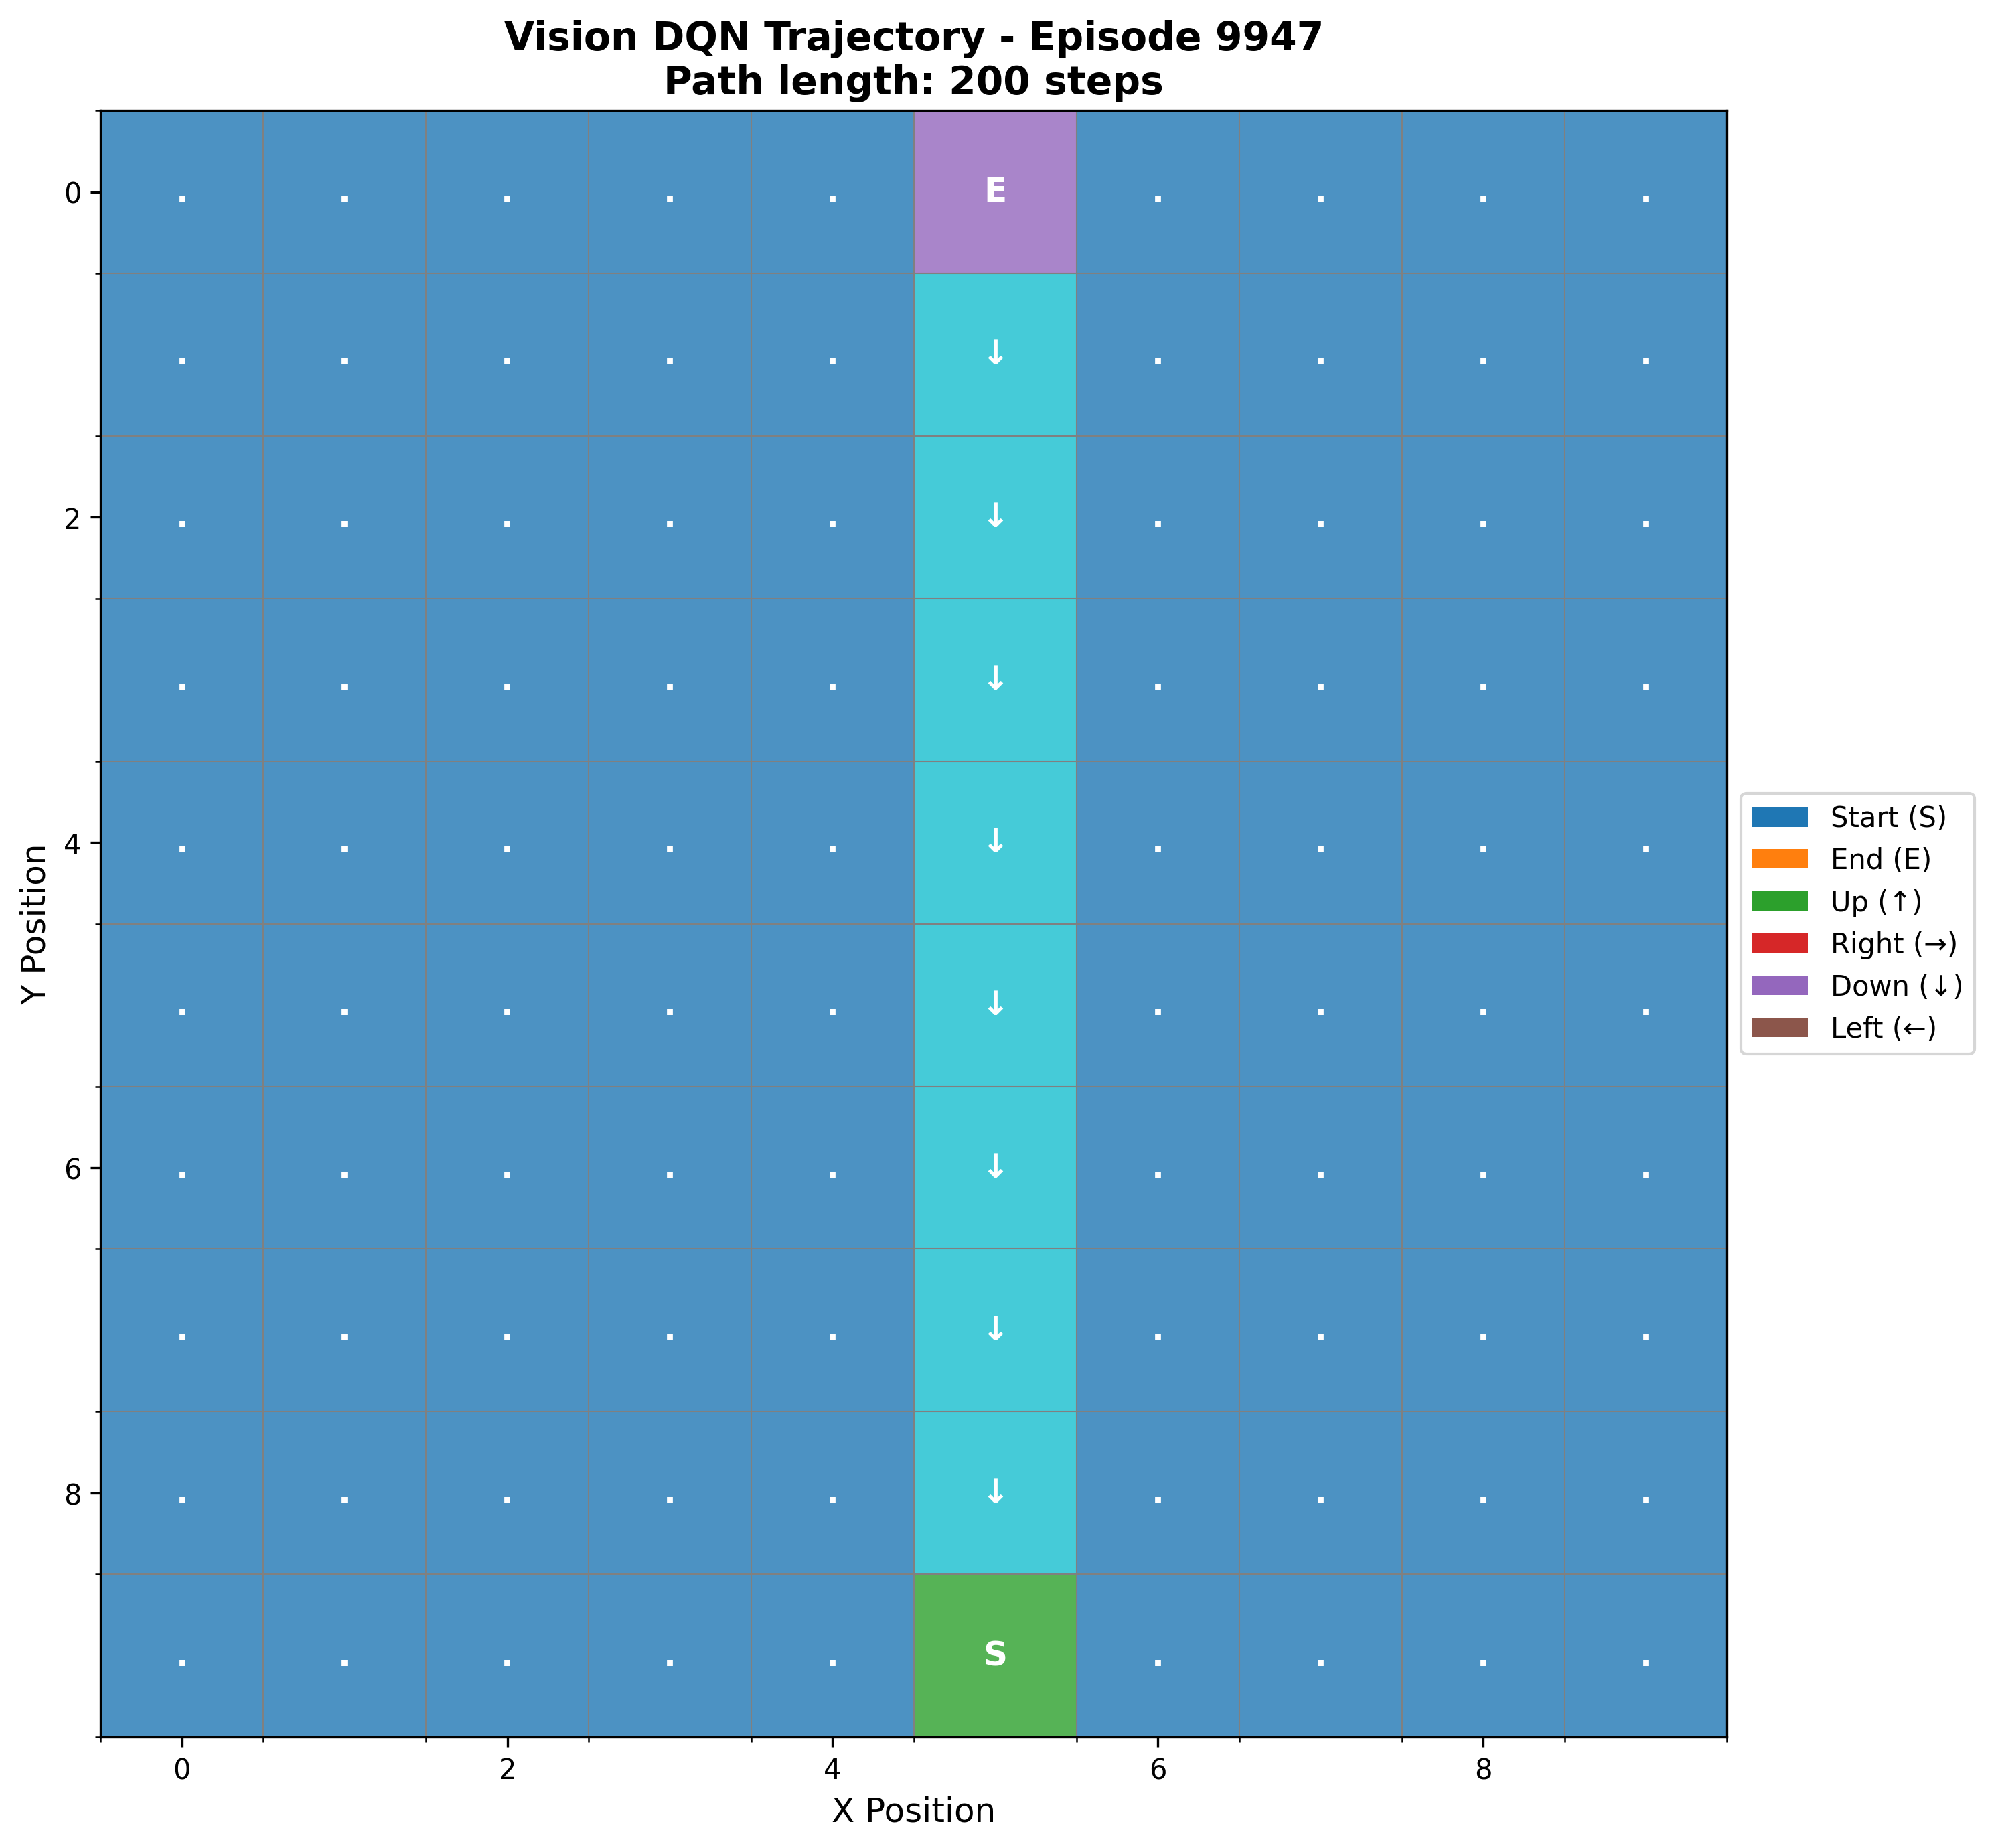 Vision DQN Trajectory - Episode 9947
Path length: 200 steps
0
. . . . . E . . . .
. . . . . ↓ . . . .
2
. . . . . ↓ . . . .
. . . . . ↓ . . . .
4
. . . . . ↓ . . . .
. . . . . ↓ . . . .
6
. . . . . ↓ . . . .
. . . . . ↓ . . . .
8
. . . . . ↓ . . . .
. . . . . S . . . .
0 2 4 6 8
X Position
Y Position
Start (S)
End (E)
Up (↑)
Right (→)
Down (↓)
Left (←)